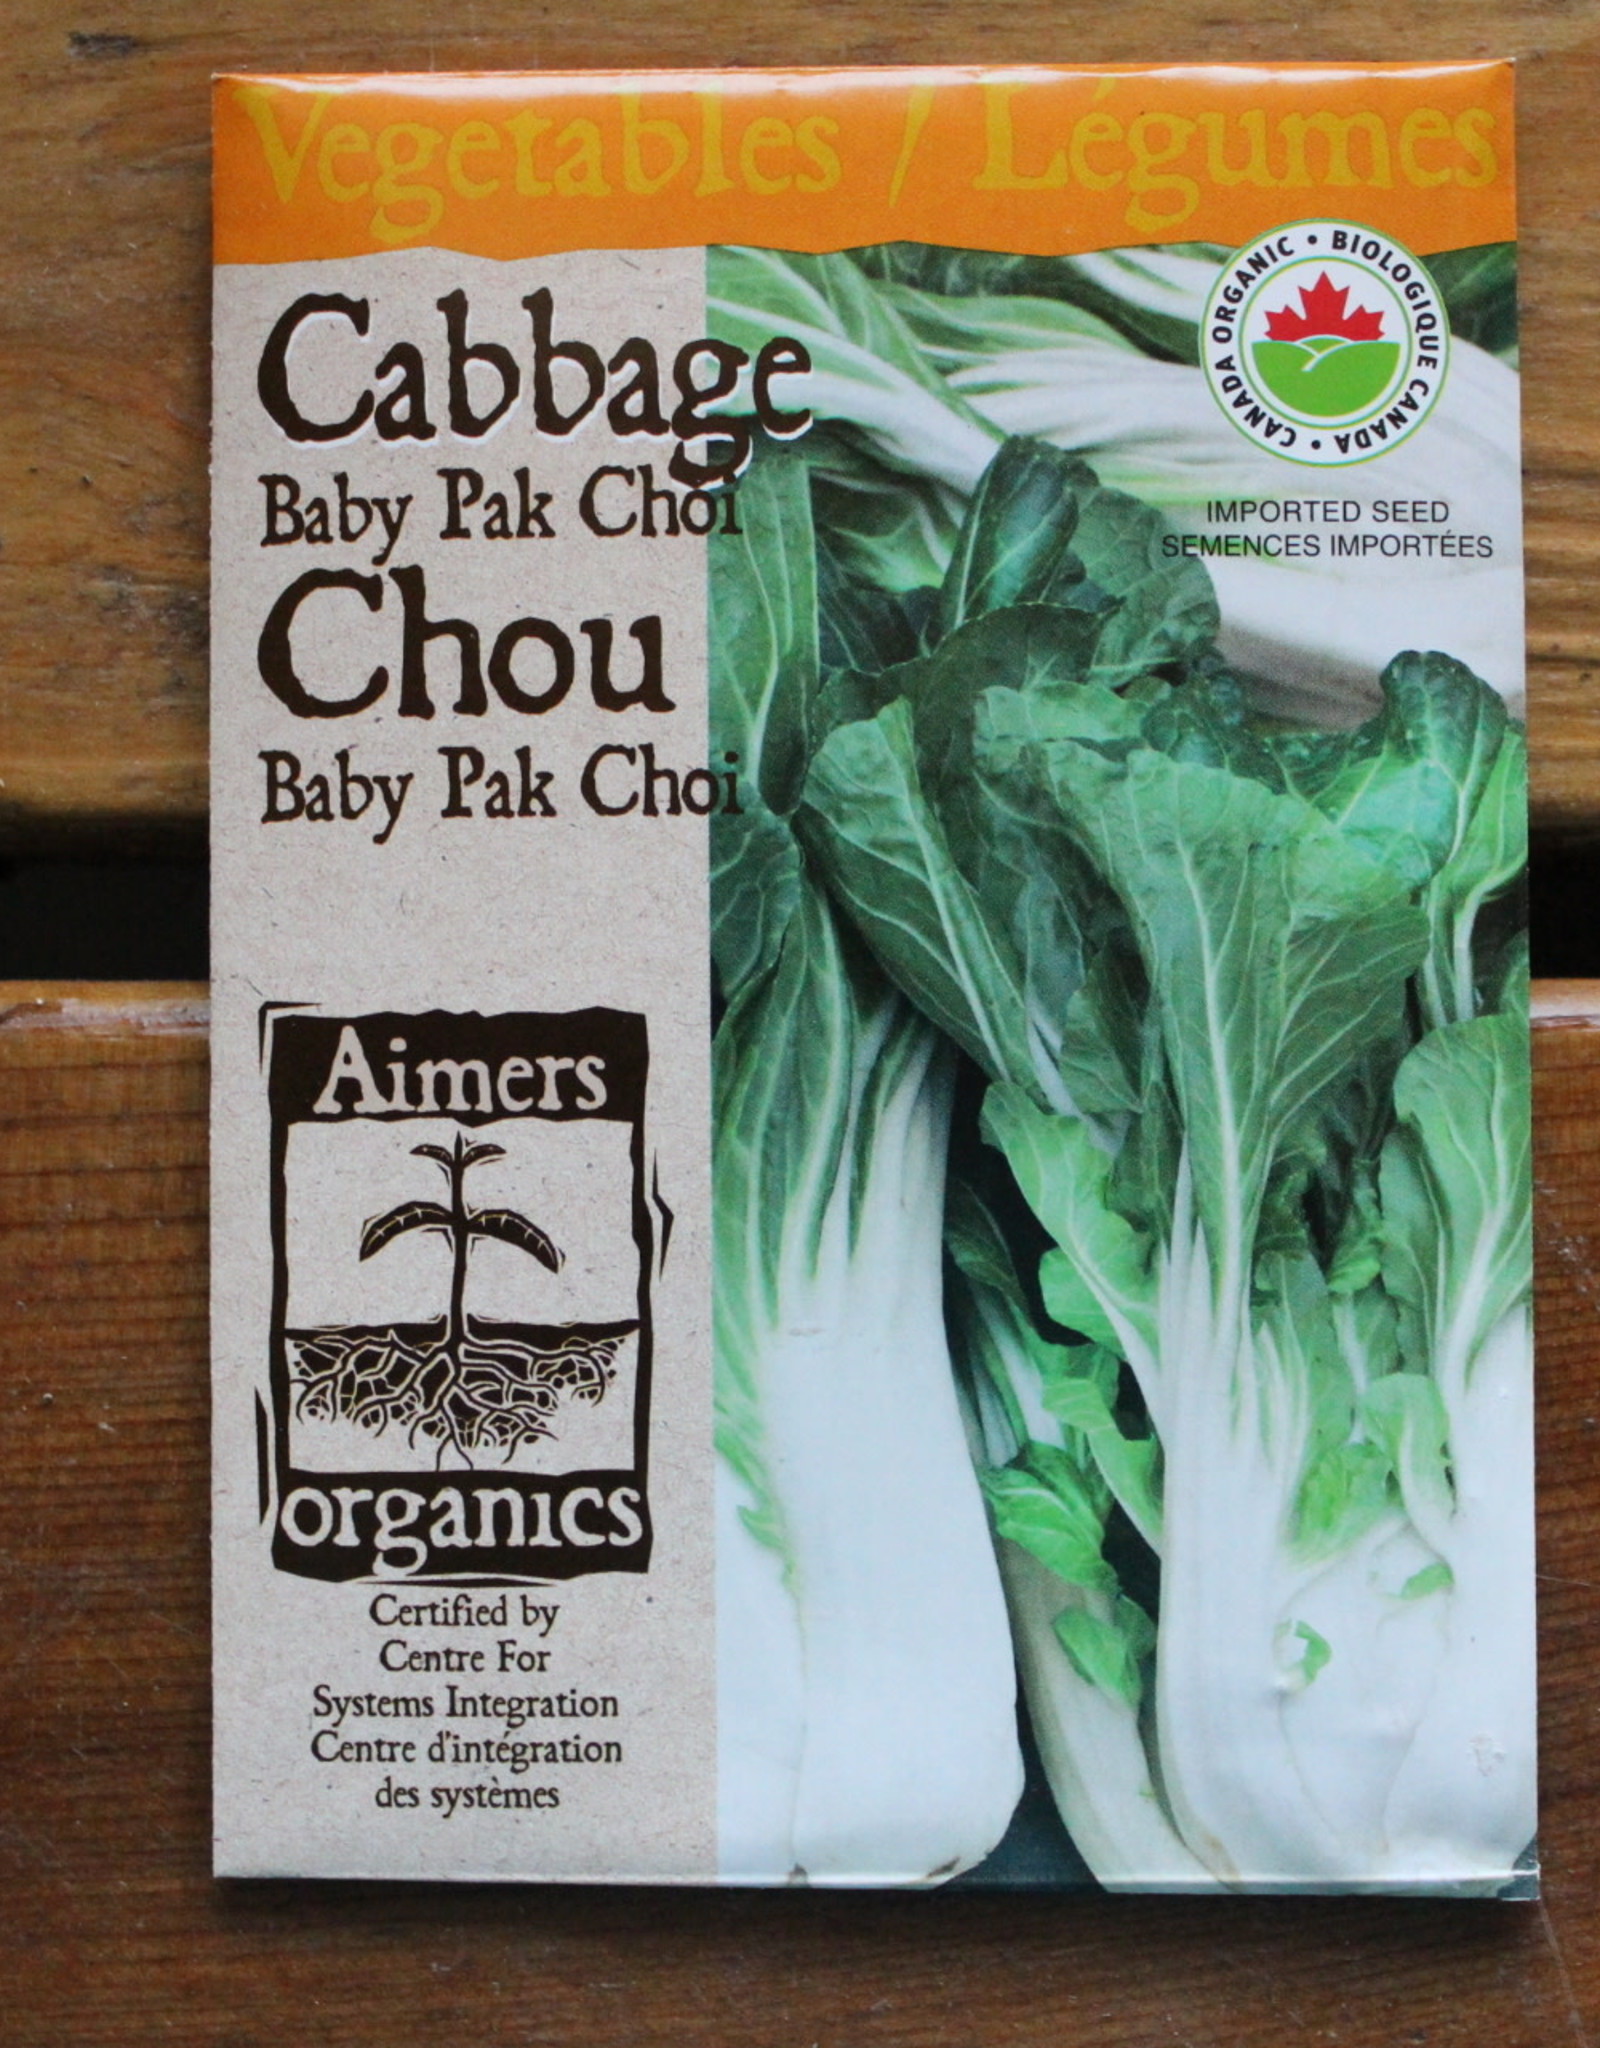 Vegetables / Légumes
CANADA ORGANIC • BIOLOGIQUE CANADA •
Cabbage
Baby Pak Choi
IMPORTED SEED
SEMENCES IMPORTÉES
Chou
Baby Pak Choi
Aimers
organics
Certified by
Centre For
Systems Integration
Centre d'intégration
des systèmes